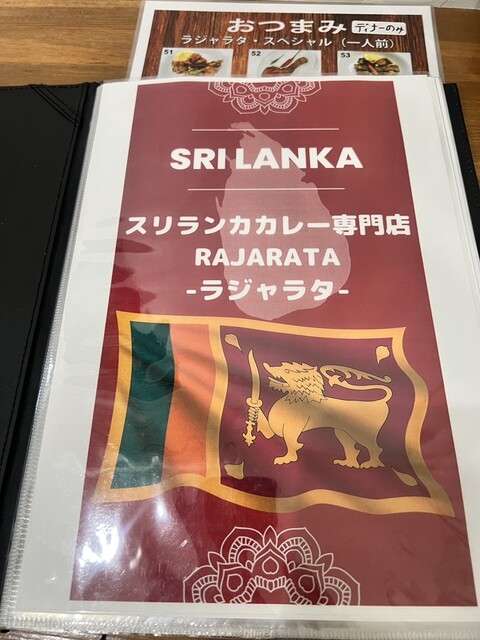 おつまみ ディナーのみ
ラジャラタ・スペシャル（一人前）
51 52 53
SRI LANKA
スリランカカレー専門店
RAJARATA
-ラジャラタ-